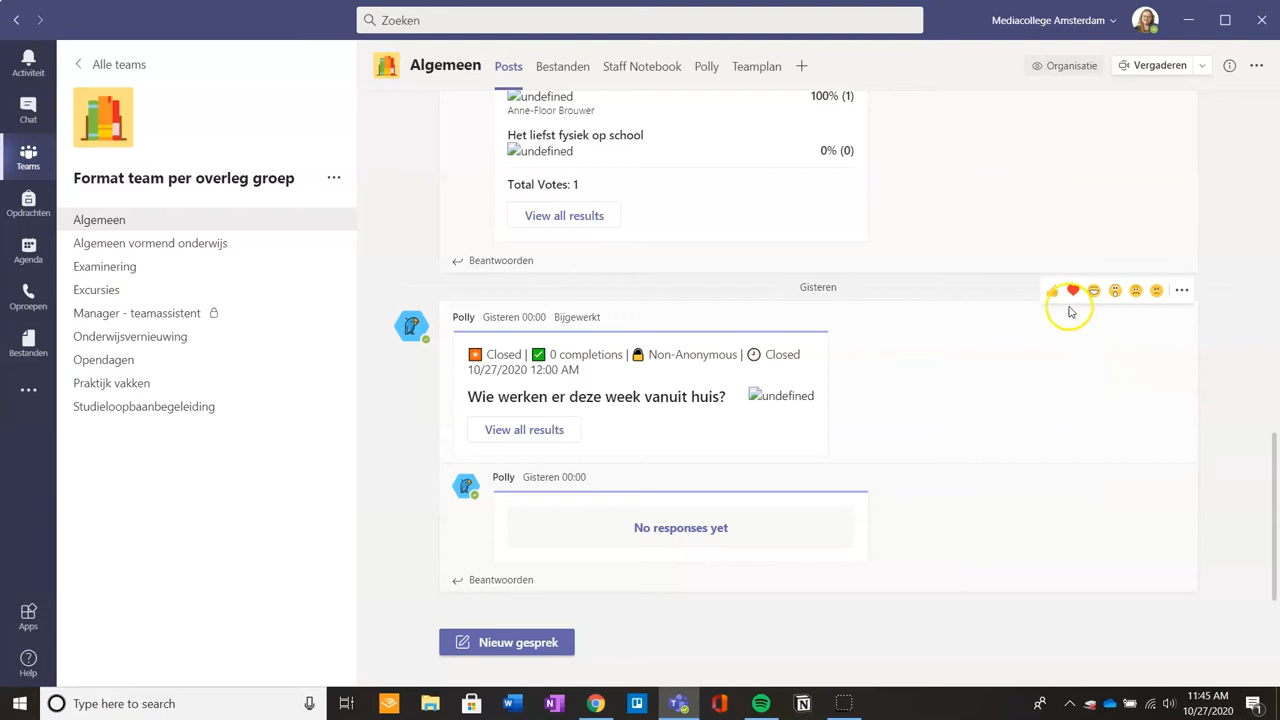 Zoeken
Mediacollege Amsterdam
Activiteit
Chat
Teams
Opdrachten
Agenda
Oproepen
Bestanden
Apps
Help
Alle teams
Format team per overleg groep
Algemeen
Algemeen vormend onderwijs
Examinering
Excursies
Manager - teamassistent
Onderwijsvernieuwing
Opendagen
Praktijk vakken
Studieloopbaanbegeleiding
Algemeen Posts Bestanden Staff Notebook Polly Teamplan
Organisatie Vergaderen
undefined 100% (1)
Anne-Floor Brouwer
Het liefst fysiek op school
undefined 0% (0)
Total Votes: 1
View all results
Beantwoorden
Gisteren
Polly Gisteren 00:00 Bijgewerkt
Closed | 0 completions | Non-Anonymous | Closed
10/27/2020 12:00 AM
Wie werken er deze week vanuit huis? undefined
View all results
Polly Gisteren 00:00
No responses yet
Beantwoorden
Nieuw gesprek
Type here to search
11:45 AM
10/27/2020